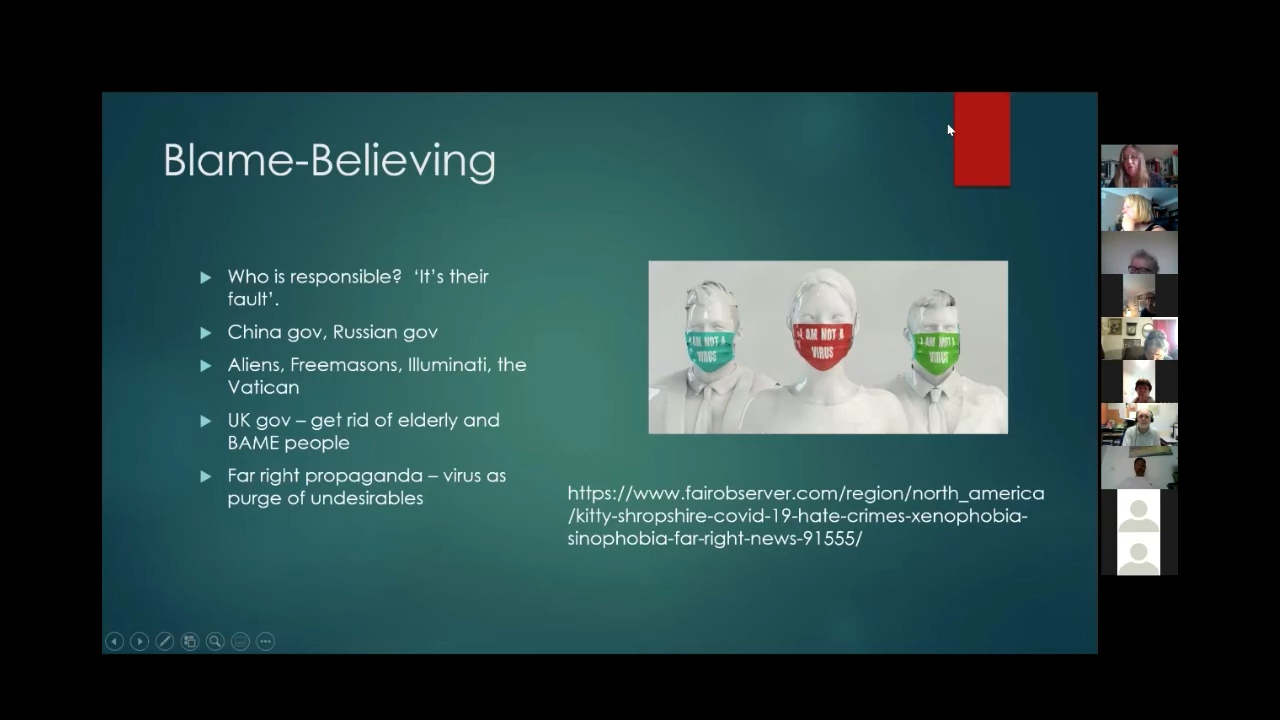 Blame-Believing
Who is responsible?  ‘It’s their
fault’.
China gov, Russian gov
Aliens, Freemasons, Illuminati, the
Vatican
UK gov – get rid of elderly and
BAME people
Far right propaganda – virus as
purge of undesirables
I AM NOT A
VIRUS
I AM NOT A
VIRUS
I AM NOT A
VIRUS
https://www.fairobserver.com/region/north_america
/kitty-shropshire-covid-19-hate-crimes-xenophobia-
sinophobia-far-right-news-91555/